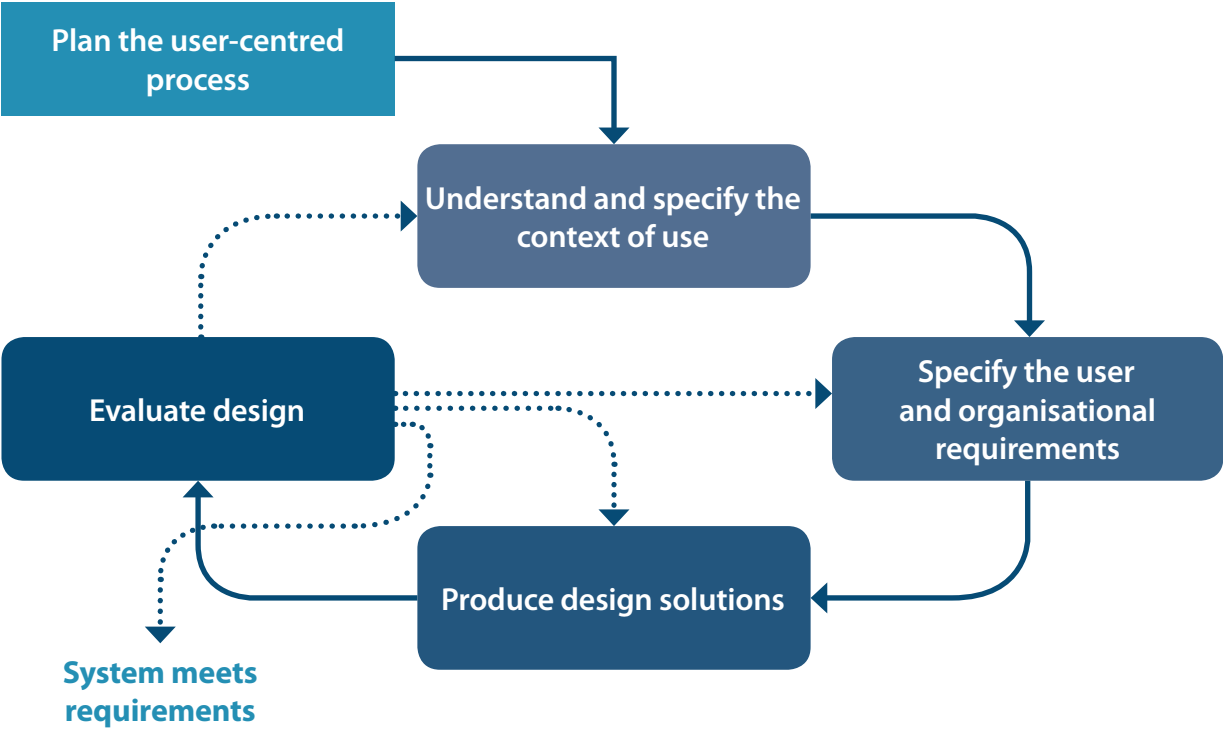 Plan the user-centred
process
Understand and specify the
context of use
Evaluate design
Specify the user
and organisational
requirements
Produce design solutions
System meets
requirements